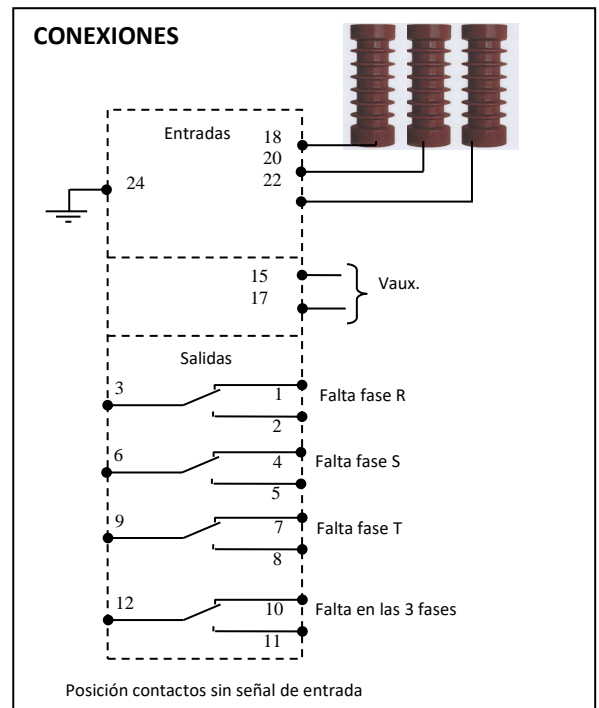 CONEXIONES
Entradas
18
20
22
24
15
17
Vaux.
Salidas
3
1
Falta fase R
2
6
4
Falta fase S
5
9
7
Falta fase T
8
12
10
Falta en las 3 fases
11
Posición contactos sin señal de entrada